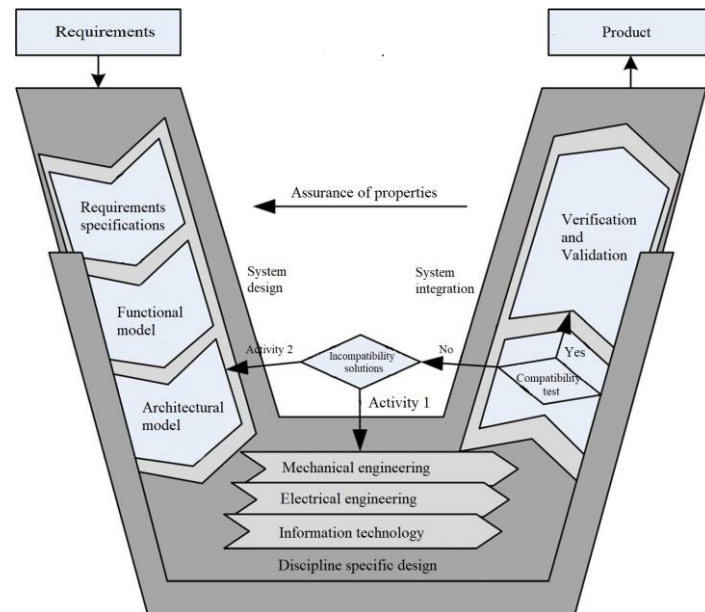 Requirements
Product
Requirements
specifications
Functional
model
Architectural
model
Assurance of properties
System
design
System
integration
Verification
and
Validation
Activity 2
Incompatibility
solutions
No
Yes
Compatibility
test
Activity 1
Mechanical engineering
Electrical engineering
Information technology
Discipline specific design